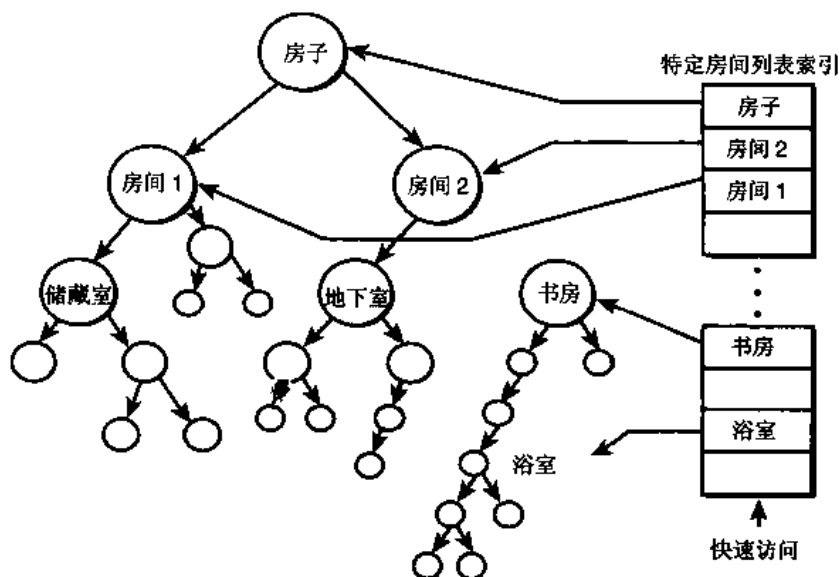 房子
特定房间列表索引
房子
房间 2
房间 1
房间 1
房间 2
储藏室
地下室
书房
书房
浴室
浴室
快速访问